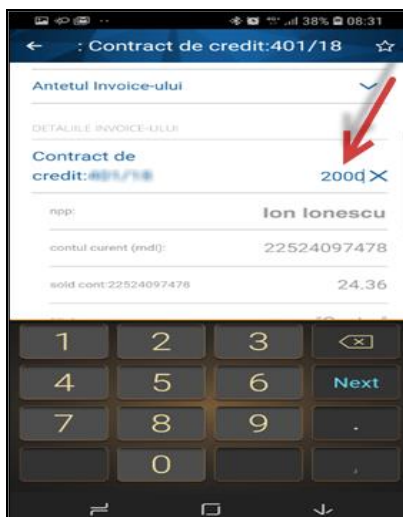 38% 08:31
: Contract de credit:401/18
Antetul Invoice-ului
DETALIILE INVOICE-ULUI
Contract de
credit:401/18
2000
npp: Ion Ionescu
contul curent (mdl): 22524097478
sold cont:22524097478 24.36
1 2 3
4 5 6 Next
7 8 9 .
0 ,